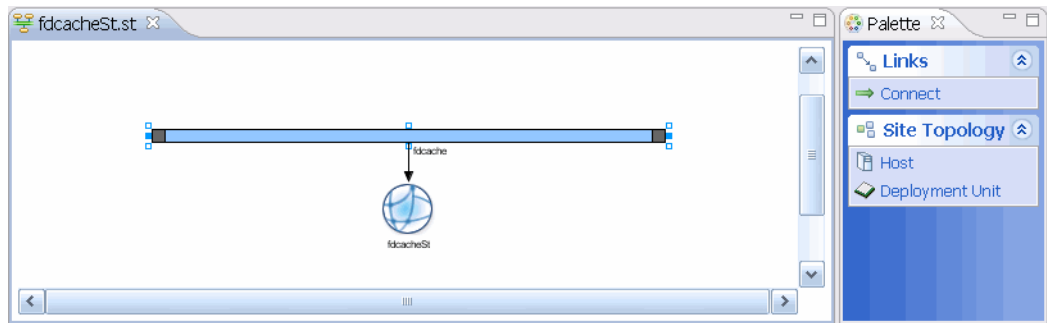 fdcacheSt.st
fdcache
fdcacheSt
Palette
Links
Connect
Site Topology
Host
Deployment Unit